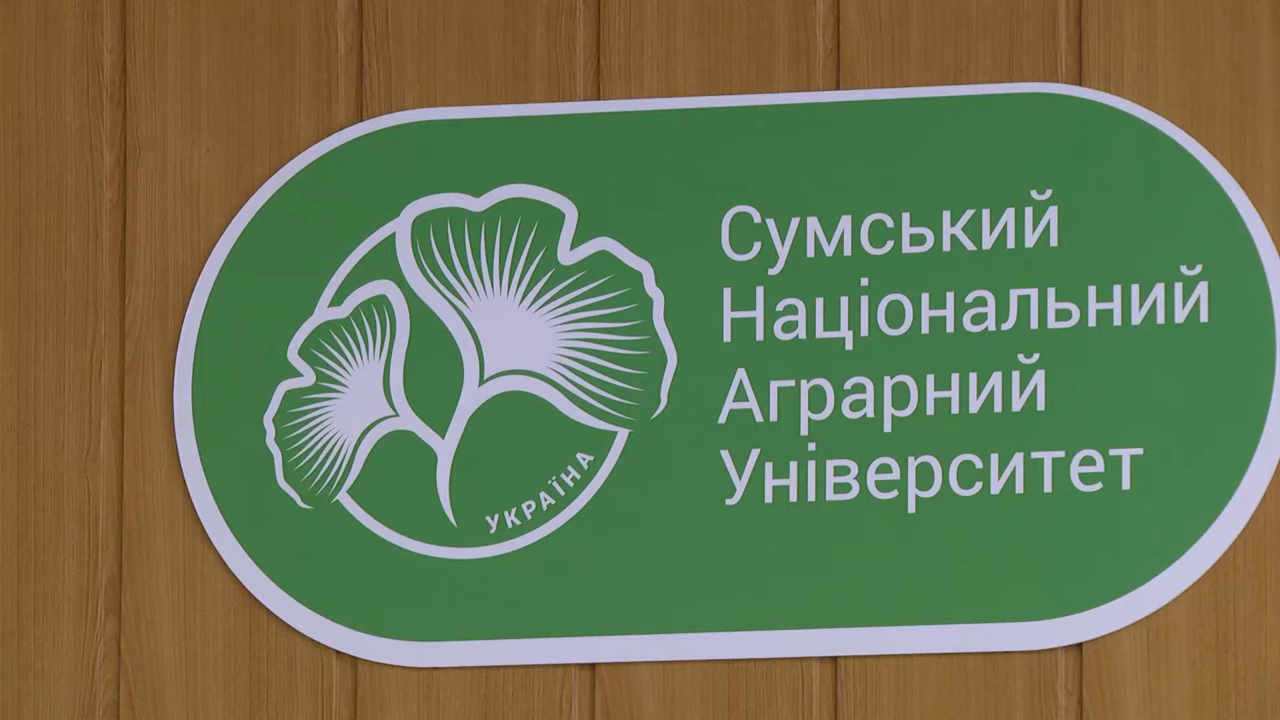 Сумський
Національний
Аграрний
Університет
УКРАЇНА